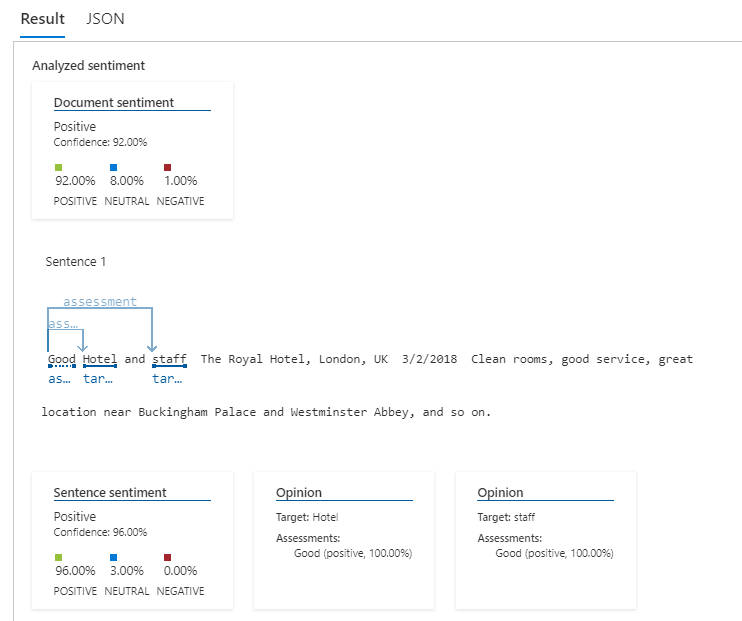 Result JSON
Analyzed sentiment
Document sentiment
Positive
Confidence: 92.00%
92.00% 8.00% 1.00%
POSITIVE NEUTRAL NEGATIVE
Sentence 1
assessment
ass...
Good Hotel and staff The Royal Hotel, London, UK 3/2/2018 Clean rooms, good service, great
as... tar... tar...
location near Buckingham Palace and Westminster Abbey, and so on.
Sentence sentiment
Positive
Confidence: 96.00%
96.00% 3.00% 0.00%
POSITIVE NEUTRAL NEGATIVE
Opinion
Target: Hotel
Assessments:
Good (positive, 100.00%)
Opinion
Target: staff
Assessments:
Good (positive, 100.00%)